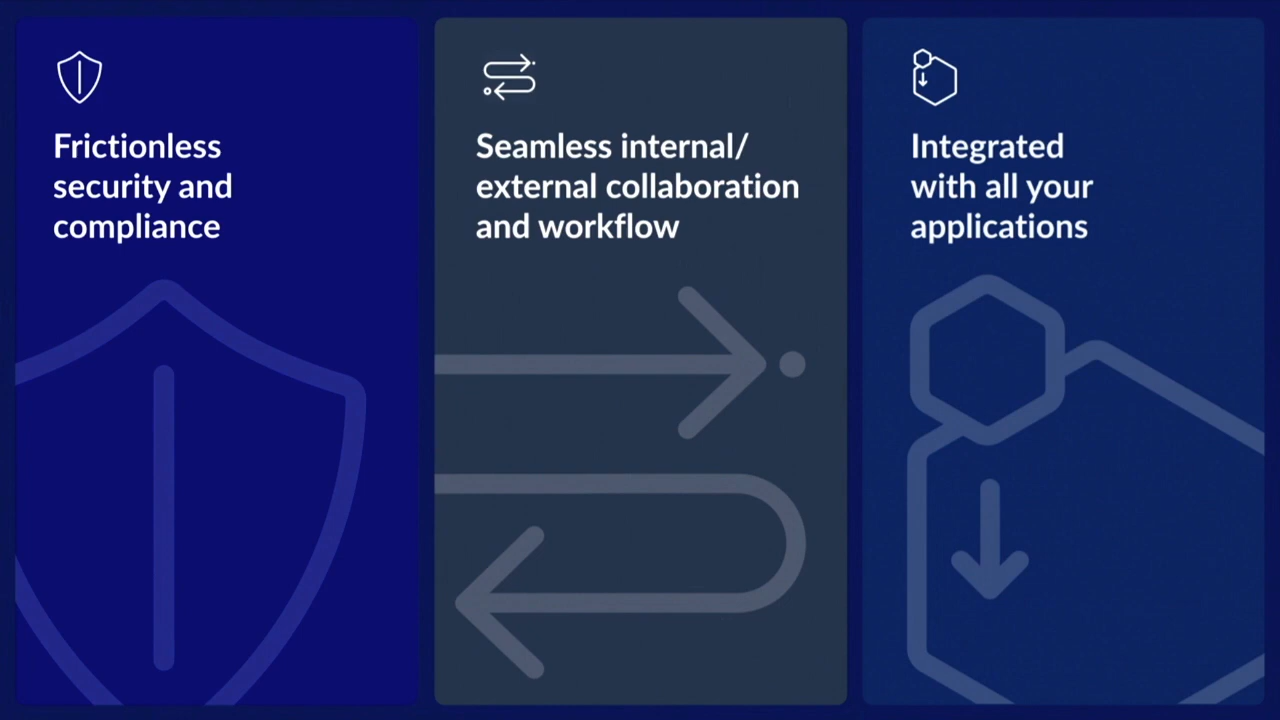 Frictionless
security and
compliance
Seamless internal/
external collaboration
and workflow
Integrated
with all your
applications